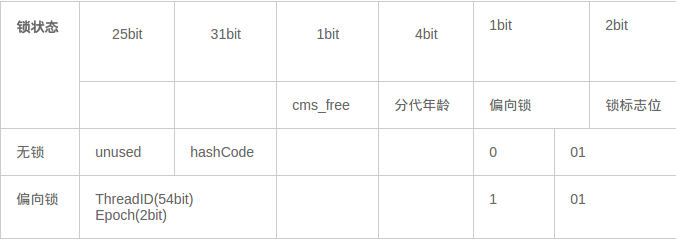 锁状态 25bit 31bit 1bit 4bit 1bit 2bit
cms_free 分代年龄 偏向锁 锁标志位
无锁 unused hashCode 0 01
偏向锁 ThreadID(54bit) 1 01
Epoch(2bit)